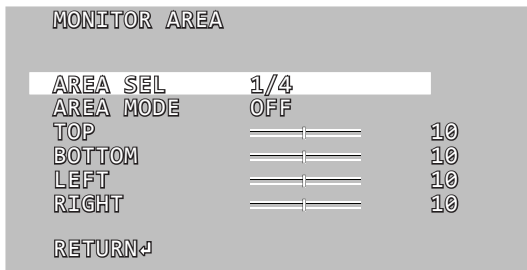 MONITOR AREA
AREA SEL 1/4
AREA MODE OFF
TOP 10
BOTTOM 10
LEFT 10
RIGHT 10
RETURN↲